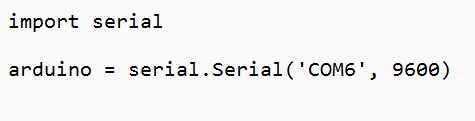 import serial
arduino = serial.Serial('COM6', 9600)